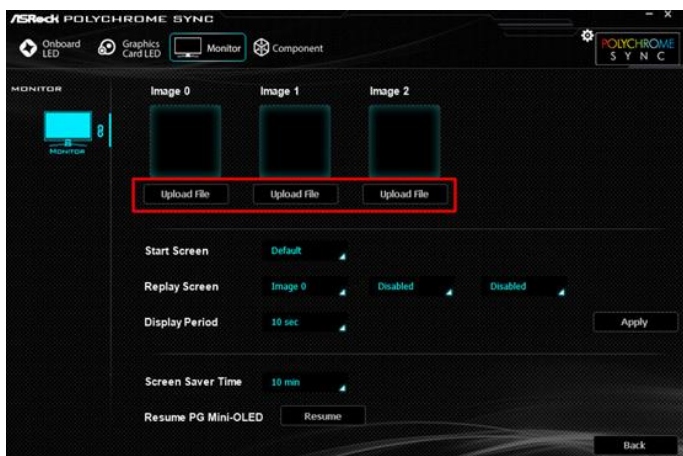 ASRock POLYCHROME SYNC
Onboard LED
Graphics Card LED
Monitor
Component
POLYCHROME
SYNC
MONITOR
Image 0 Image 1 Image 2
MONITOR
Upload File Upload File Upload File
Start Screen Default
Replay Screen Image 0 Disabled Disabled
Display Period 10 sec Apply
Screen Saver Time 10 min
Resume PG Mini-OLED Resume
Back